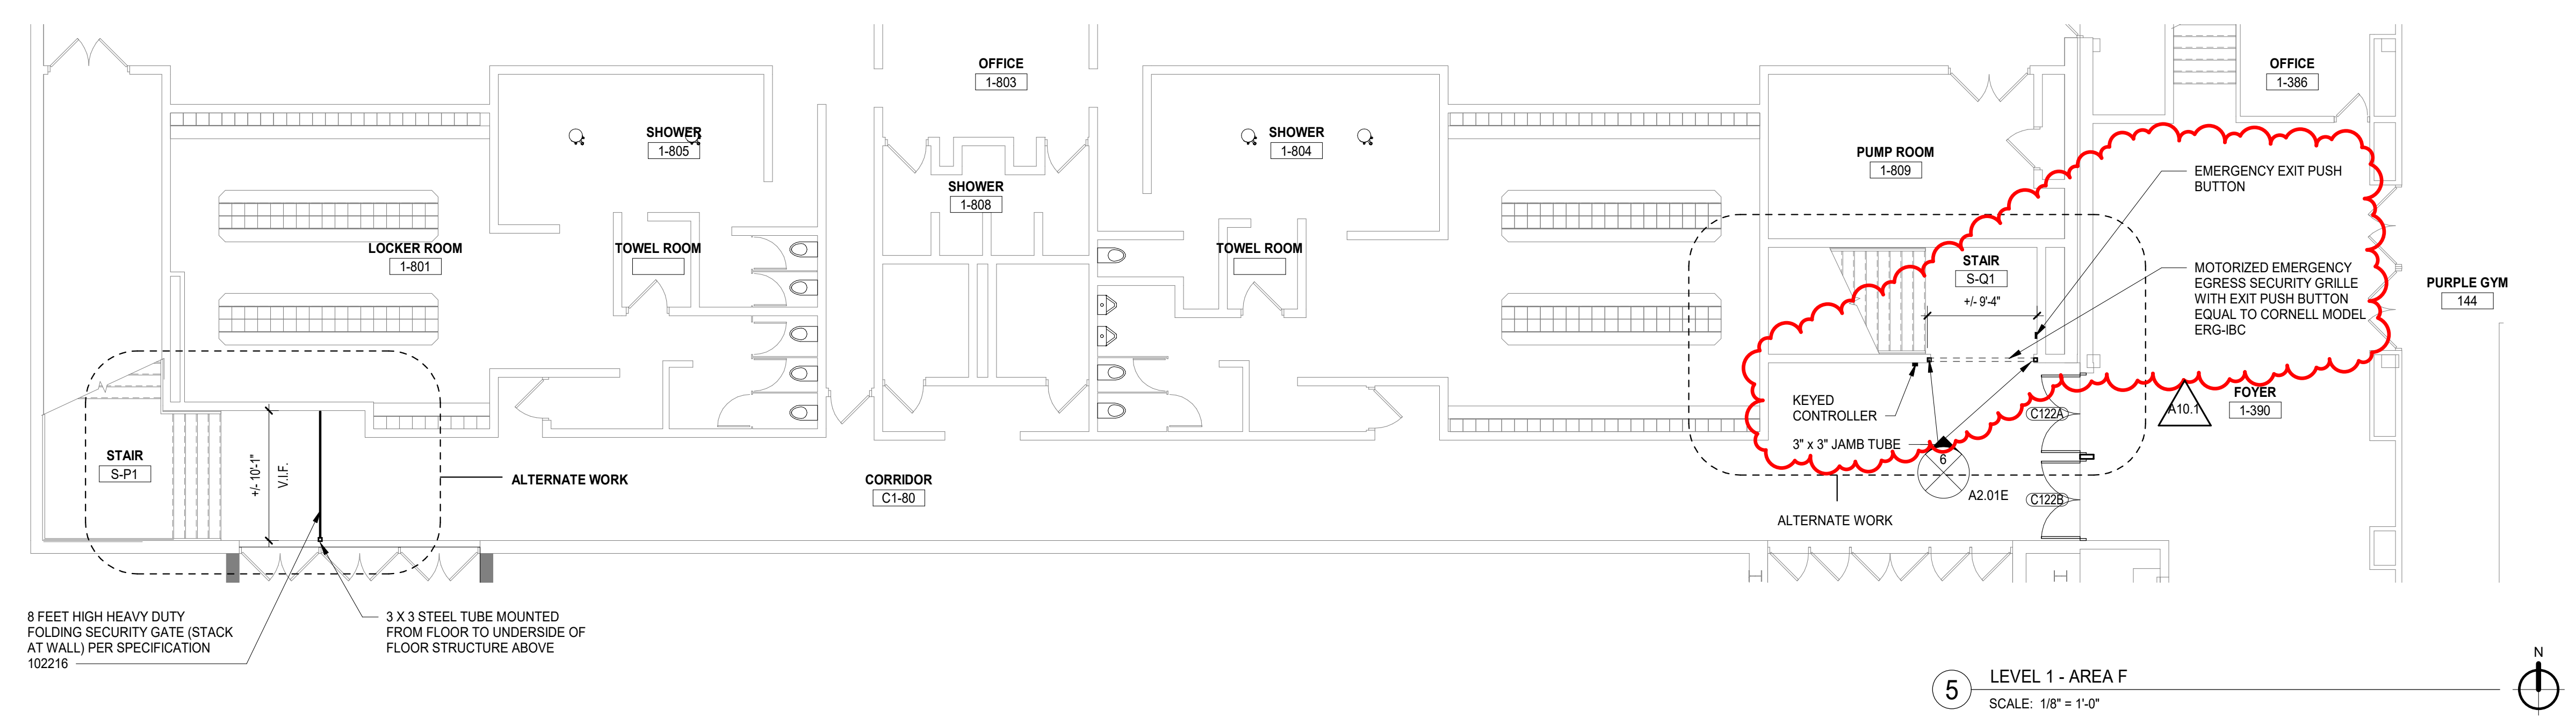 OFFICE
1-803
OFFICE
1-386
SHOWER
1-805
SHOWER
1-804
PUMP ROOM
1-809
SHOWER
1-808
EMERGENCY EXIT PUSH
BUTTON
LOCKER ROOM
1-801
TOWEL ROOM
TOWEL ROOM
STAIR
S-Q1
+/- 9'-4"
MOTORIZED EMERGENCY
EGRESS SECURITY GRILLE
WITH EXIT PUSH BUTTON
EQUAL TO CORNELL MODEL
ERG-IBC
PURPLE GYM
144
KEYED
CONTROLLER
3" x 3" JAMB TUBE
C122A
A10.1
FOYER
1-390
STAIR
S-P1
+/- 10'-1"
V.I.F.
ALTERNATE WORK
CORRIDOR
C1-80
6
A2.01E
C122B
ALTERNATE WORK
8 FEET HIGH HEAVY DUTY
FOLDING SECURITY GATE (STACK
AT WALL) PER SPECIFICATION
102216
3 X 3 STEEL TUBE MOUNTED
FROM FLOOR TO UNDERSIDE OF
FLOOR STRUCTURE ABOVE
5
LEVEL 1 - AREA F
SCALE: 1/8" = 1'-0"
N